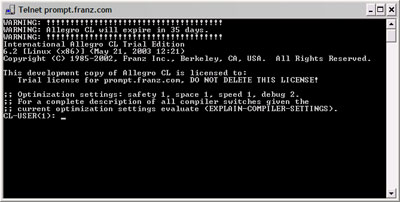 Telnet prompt.franz.com
WARNING: !!!!!!!!!!!!!!!!!!!!!!!!!!!!!!!!!!!!!!!!
WARNING: Allegro CL will expire in 35 days.
WARNING: !!!!!!!!!!!!!!!!!!!!!!!!!!!!!!!!!!!!!!!!
International Allegro CL Trial Edition
6.2 [Linux (x86)] (May 21, 2003 12:21)
Copyright (C) 1985-2002, Franz Inc., Berkeley, CA, USA.  All Rights Reserved.
This development copy of Allegro CL is licensed to:
   Trial license for prompt.franz.com, DO NOT DELETE THIS LICENSE!
;; Optimization settings: safety 1, space 1, speed 1, debug 2.
;; For a complete description of all compiler switches given the
;; current optimization settings evaluate (EXPLAIN-COMPILER-SETTINGS).
CL-USER(1): _